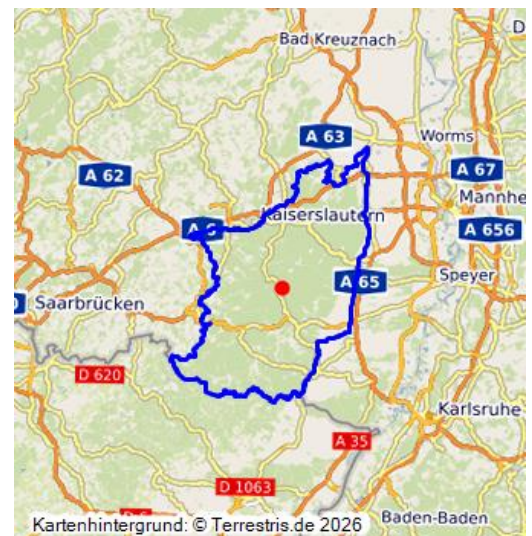 D
Bad Kreuznach
A 63
Worms
A 62
A 67
Mannhe
Kaiserslautern
A 6
A 656
A 65
Speyer
Saarbrücken
D 620
Karlsruhe
A 35
D 1063
Baden-Baden
Kartenhintergrund: © Terrestris.de 2026